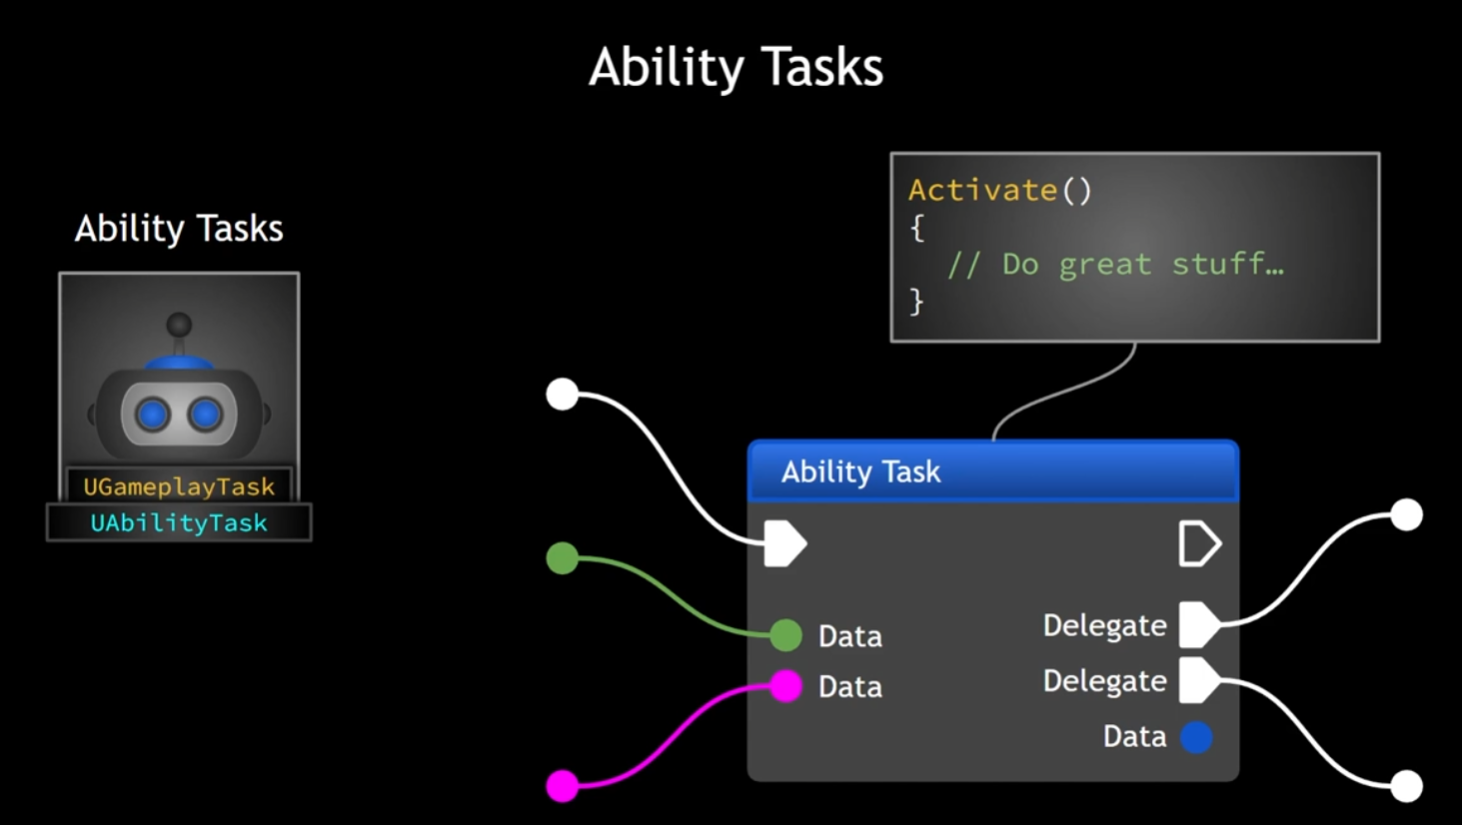 Ability Tasks
Ability Tasks
UGameplayTask
UAbilityTask
Activate()
{
// Do great stuff…
}
Ability Task
Data
Data
Delegate
Delegate
Data